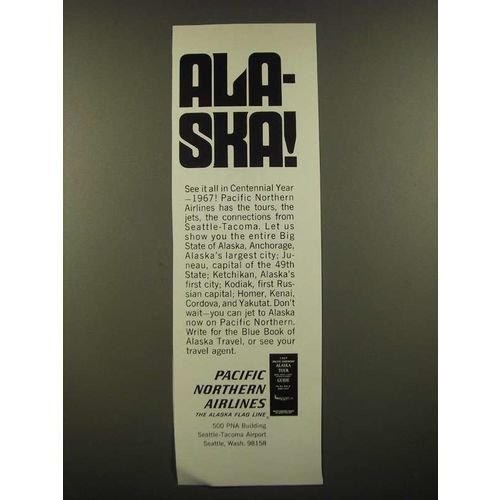 ALA-
SKA!
See it all in Centennial Year
—1967! Pacific Northern
Airlines has the tours, the
jets, the connections from
Seattle-Tacoma. Let us
show you the entire Big
State of Alaska, Anchorage,
Alaska's largest city; Ju-
neau, capital of the 49th
State; Ketchikan, Alaska's
first city; Kodiak, first Rus-
sian capital; Homer, Kenai,
Cordova, and Yakutat. Don't
wait—you can jet to Alaska
now on Pacific Northern.
Write for the Blue Book of
Alaska Travel, or see your
travel agent.
PACIFIC
NORTHERN
AIRLINES
THE ALASKA FLAG LINE
500 PNA Building
Seattle-Tacoma Airport
Seattle, Wash. 98158
1967
ALASKA
TOUR
GUIDE